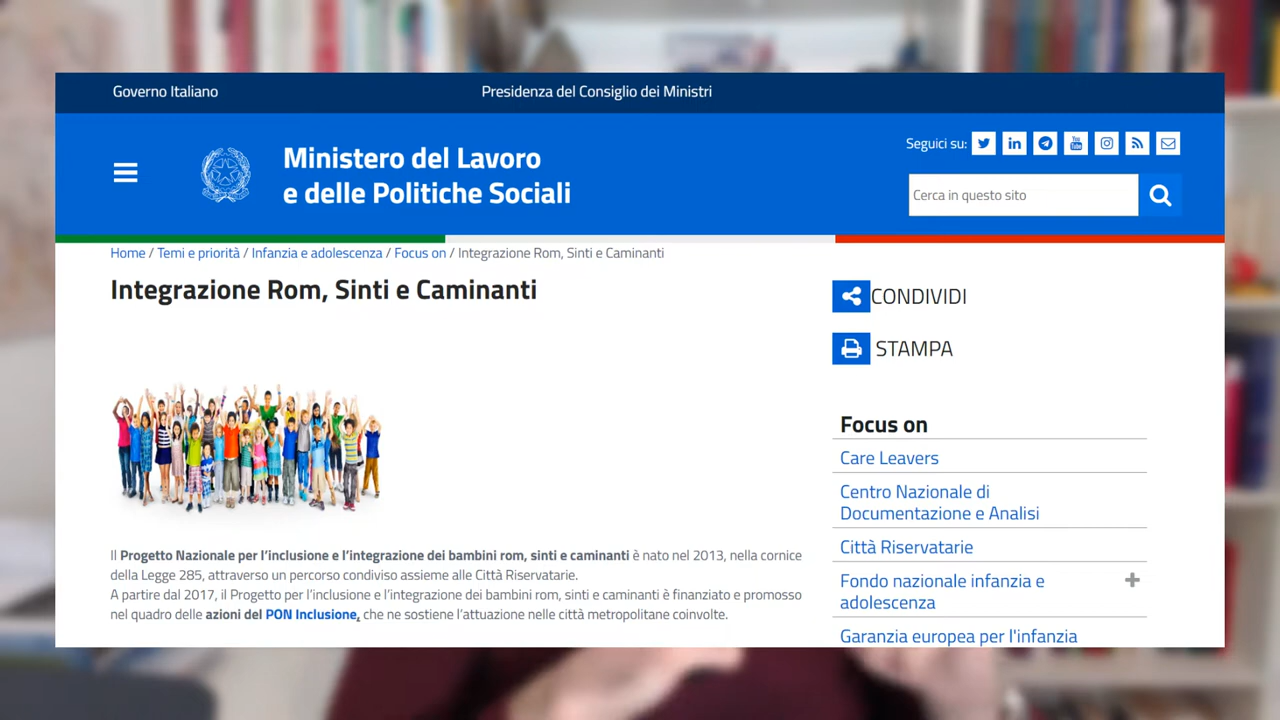 Governo Italiano
Presidenza del Consiglio dei Ministri
Ministero del Lavoro
e delle Politiche Sociali
Seguici su:
in
You Tube
Cerca in questo sito
Home / Temi e priorità / Infanzia e adolescenza / Focus on / Integrazione Rom, Sinti e Caminanti
Integrazione Rom, Sinti e Caminanti
Il Progetto Nazionale per l’inclusione e l’integrazione dei bambini rom, sinti e caminanti è nato nel 2013, nella cornice
della Legge 285, attraverso un percorso condiviso assieme alle Città Riservatarie.
A partire dal 2017, il Progetto per l’inclusione e l’integrazione dei bambini rom, sinti e caminanti è finanziato e promosso
nel quadro delle azioni del PON Inclusione, che ne sostiene l’attuazione nelle città metropolitane coinvolte.
CONDIVIDI
STAMPA
Focus on
Care Leavers
Centro Nazionale di
Documentazione e Analisi
Città Riservatarie
Fondo nazionale infanzia e
adolescenza
Garanzia europea per l'infanzia